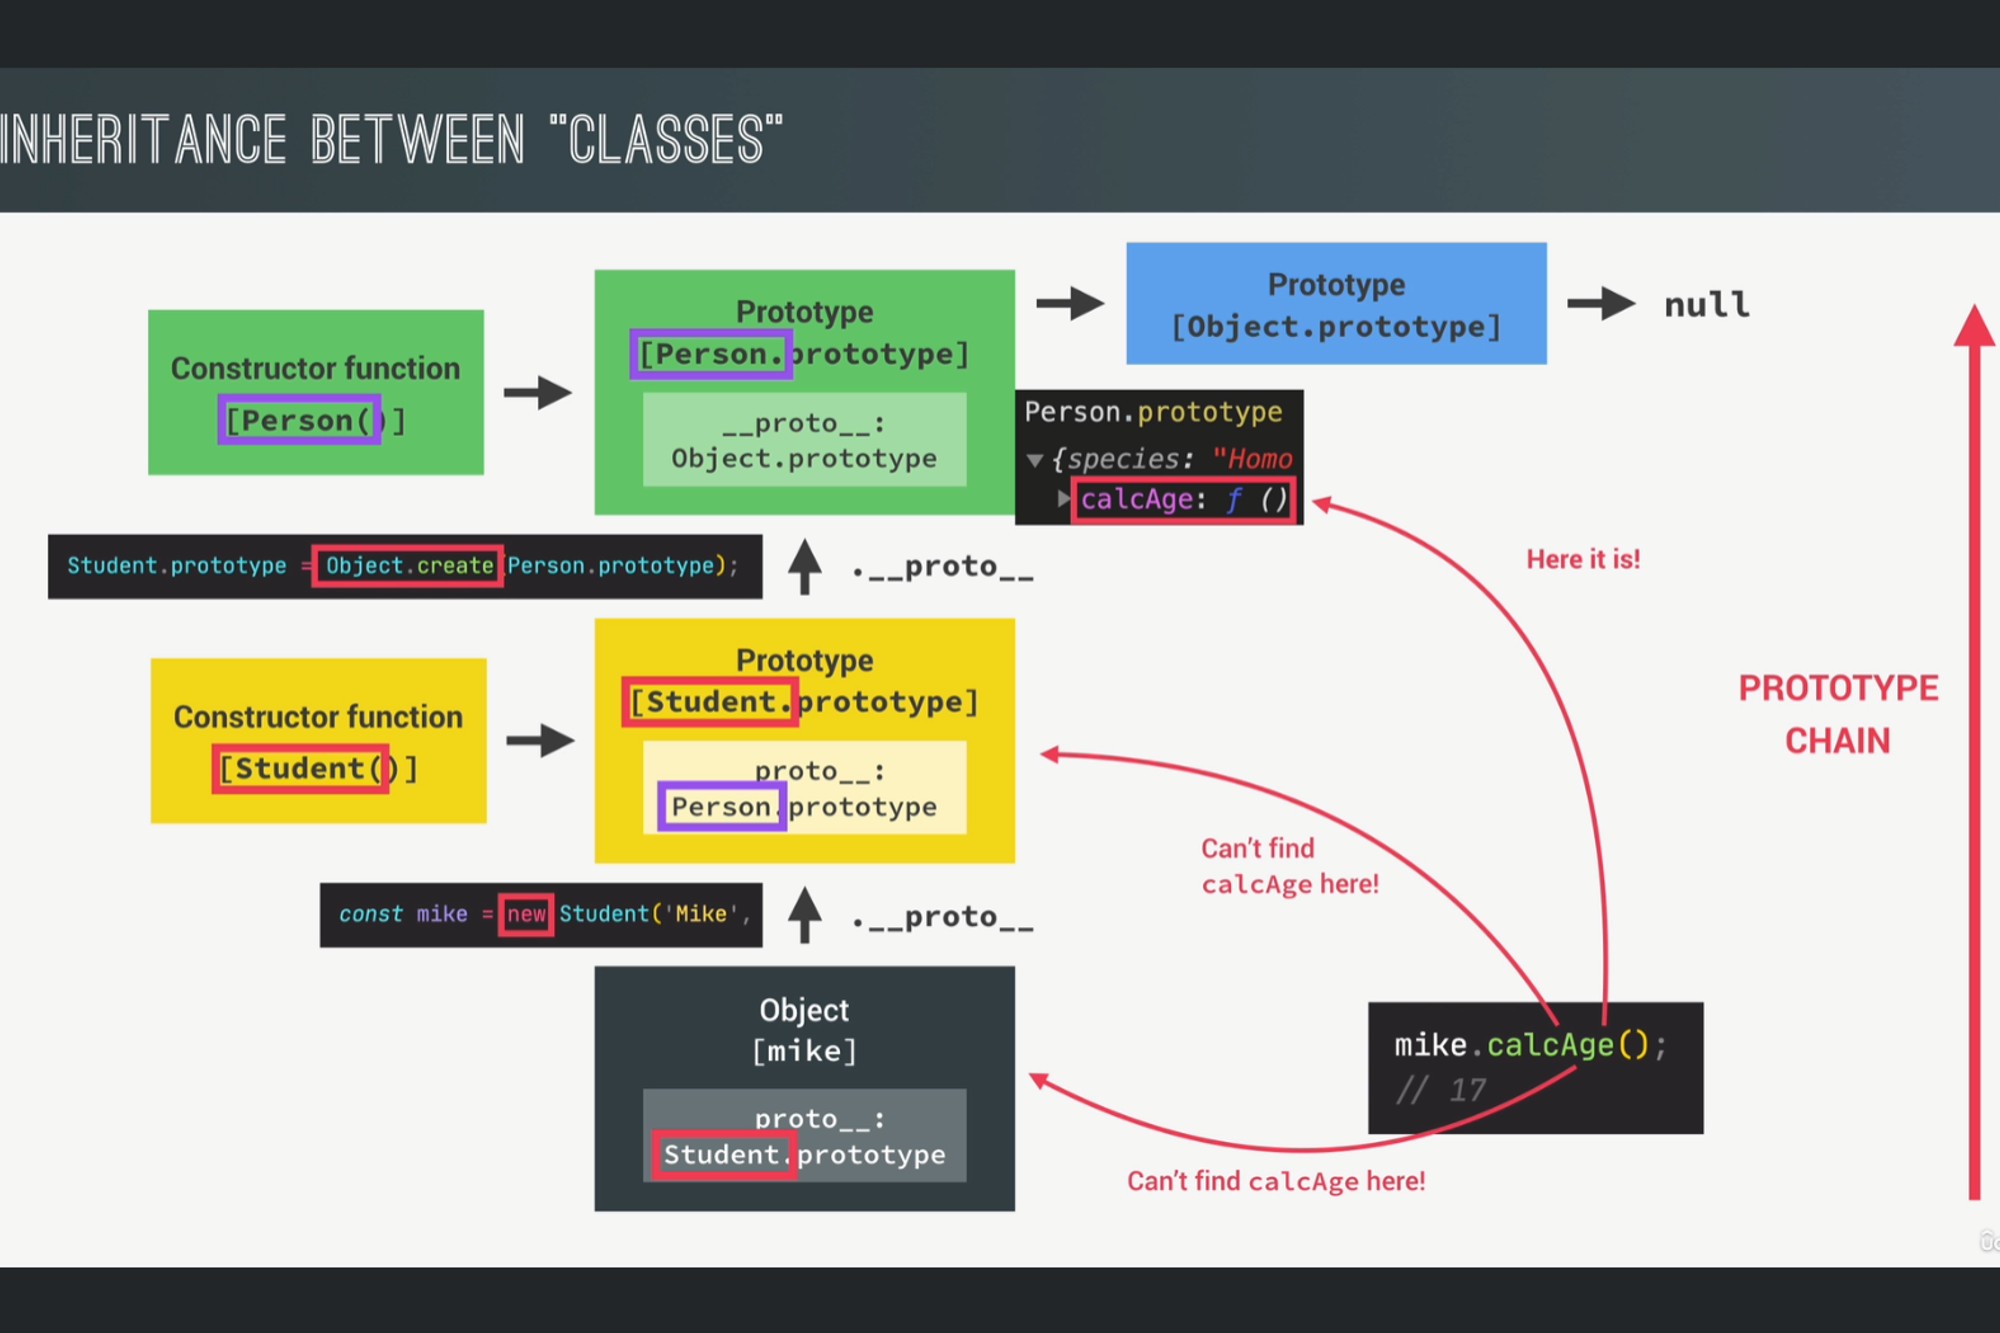 INHERITANCE BETWEEN "CLASSES"
Constructor function
[Person()]
Prototype
[Person.prototype]
__proto__:
Object.prototype
Prototype
[Object.prototype]
null
Person.prototype
{species: "Homo
calcAge: ƒ ()
Here it is!
Student.prototype = Object.create(Person.prototype);
.__proto__
Constructor function
[Student()]
Prototype
[Student.prototype]
proto__:
Person.prototype
PROTOTYPE
CHAIN
Can't find
calcAge here!
const mike = new Student('Mike',
.__proto__
Object
[mike]
proto__:
Student.prototype
mike.calcAge();
// 17
Can't find calcAge here!